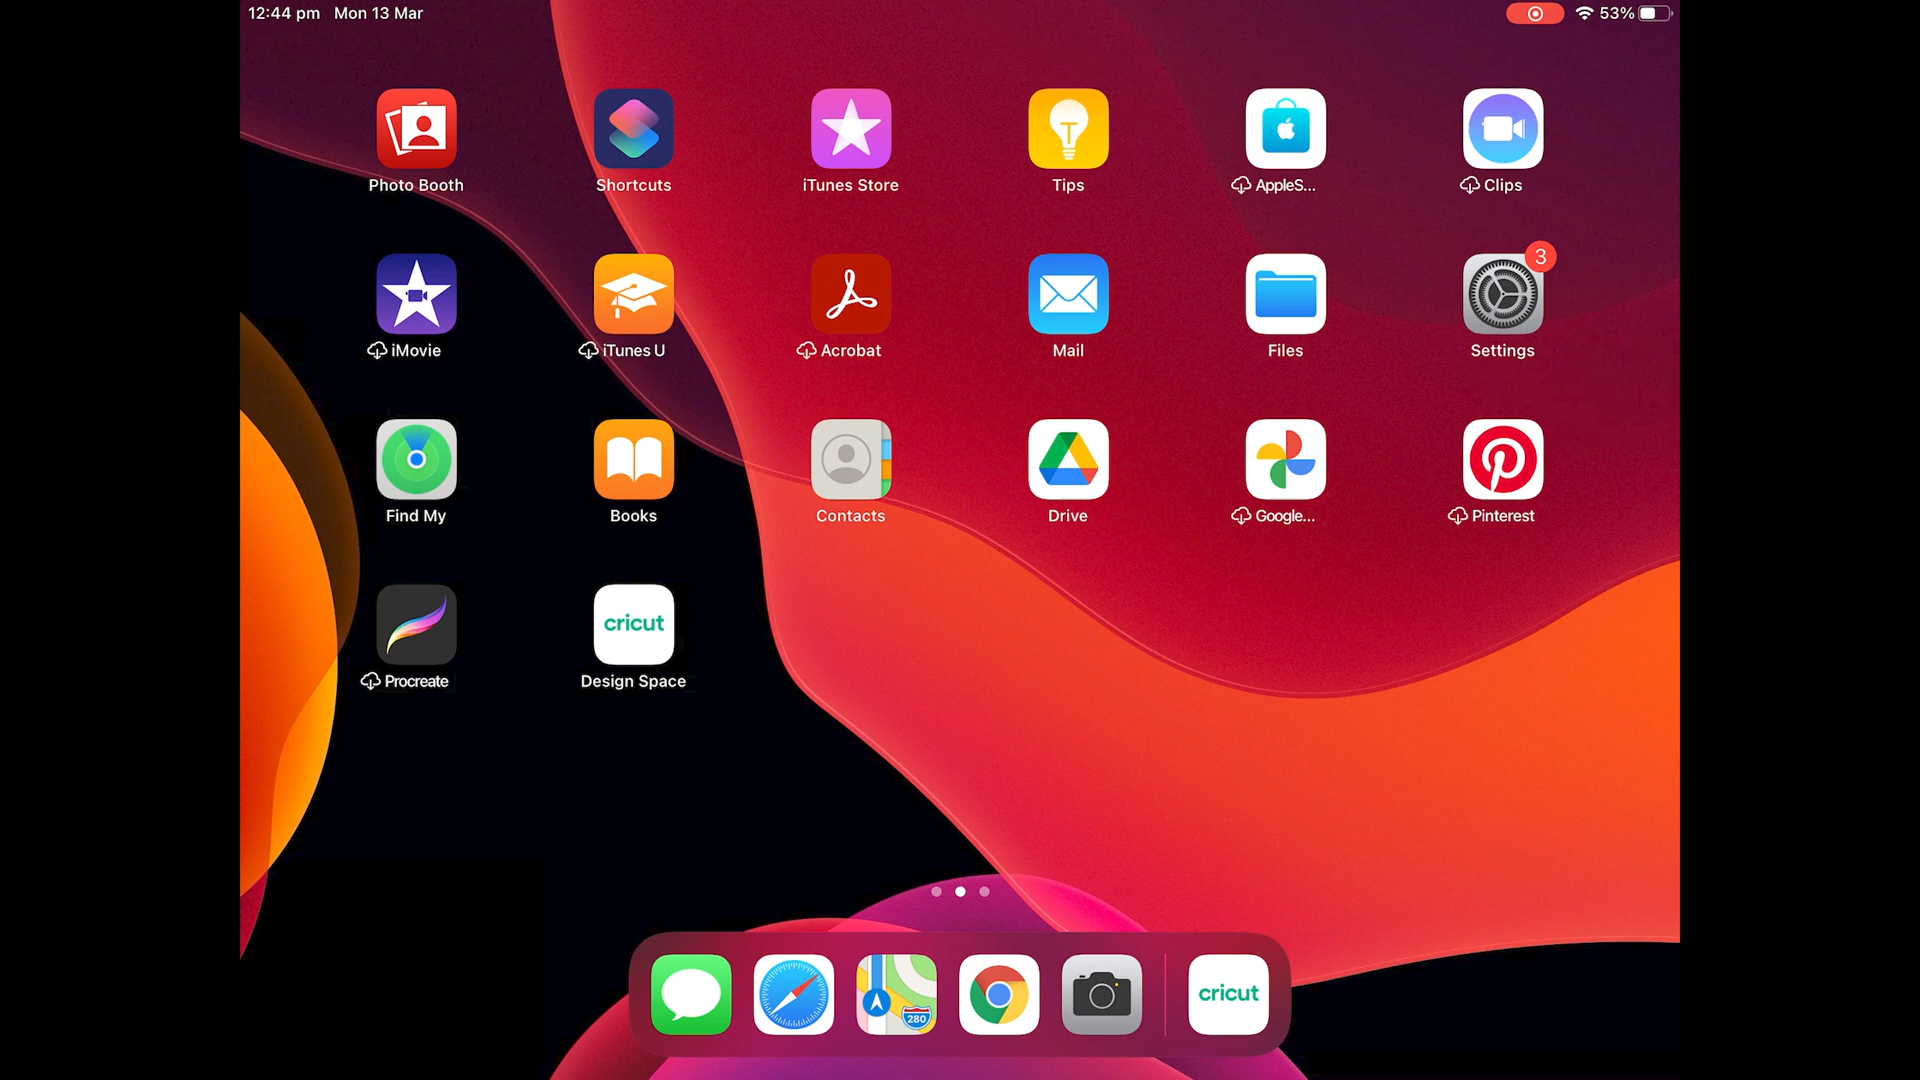 12:44 pm Mon 13 Mar
53%
Photo Booth
Shortcuts
iTunes Store
Tips
AppleS...
Clips
3
iMovie
iTunes U
Acrobat
Mail
Files
Settings
Find My
Books
Contacts
Drive
Google...
Pinterest
cricut
Procreate
Design Space
280
cricut